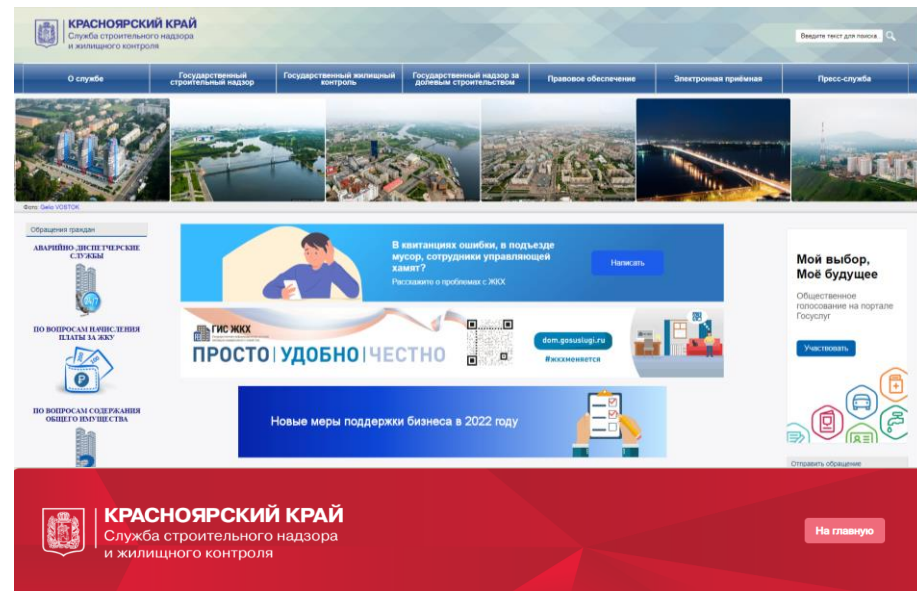 КРАСНОЯРСКИЙ КРАЙ
Служба строительного надзора
и жилищного контроля
Введите текст для поиска..
О службе
Государственный
строительный надзор
Государственный жилищный
контроль
Государственный надзор за
долевым строительством
Правовое обеспечение
Электронная приёмная
Пресс-служба
Фото: Gelio VOSTOK
Обращения граждан
АВАРИЙНО-ДИСПЕТЧЕРСКИЕ
СЛУЖБЫ
24/7
ПО ВОПРОСАМ НАЧИСЛЕНИЯ
ПЛАТЫ ЗА ЖКУ
ПО ВОПРОСАМ СОДЕРЖАНИЯ
ОБЩЕГО ИМУЩЕСТВА
В квитанциях ошибки, в подъезде
мусор, сотрудники управляющей
хамят?
Расскажите о проблемах с ЖКХ
Написать
ГИС ЖКХ
ПРОСТО | УДОБНО | ЧЕСТНО
dom.gosuslugi.ru
#жкхменяется
Новые меры поддержки бизнеса в 2022 году
Мой выбор,
Моё будущее
Общественное
голосование на портале
Госуслуг
Участвовать
Отправить обращение
КРАСНОЯРСКИЙ КРАЙ
Служба строительного надзора
и жилищного контроля
На главную